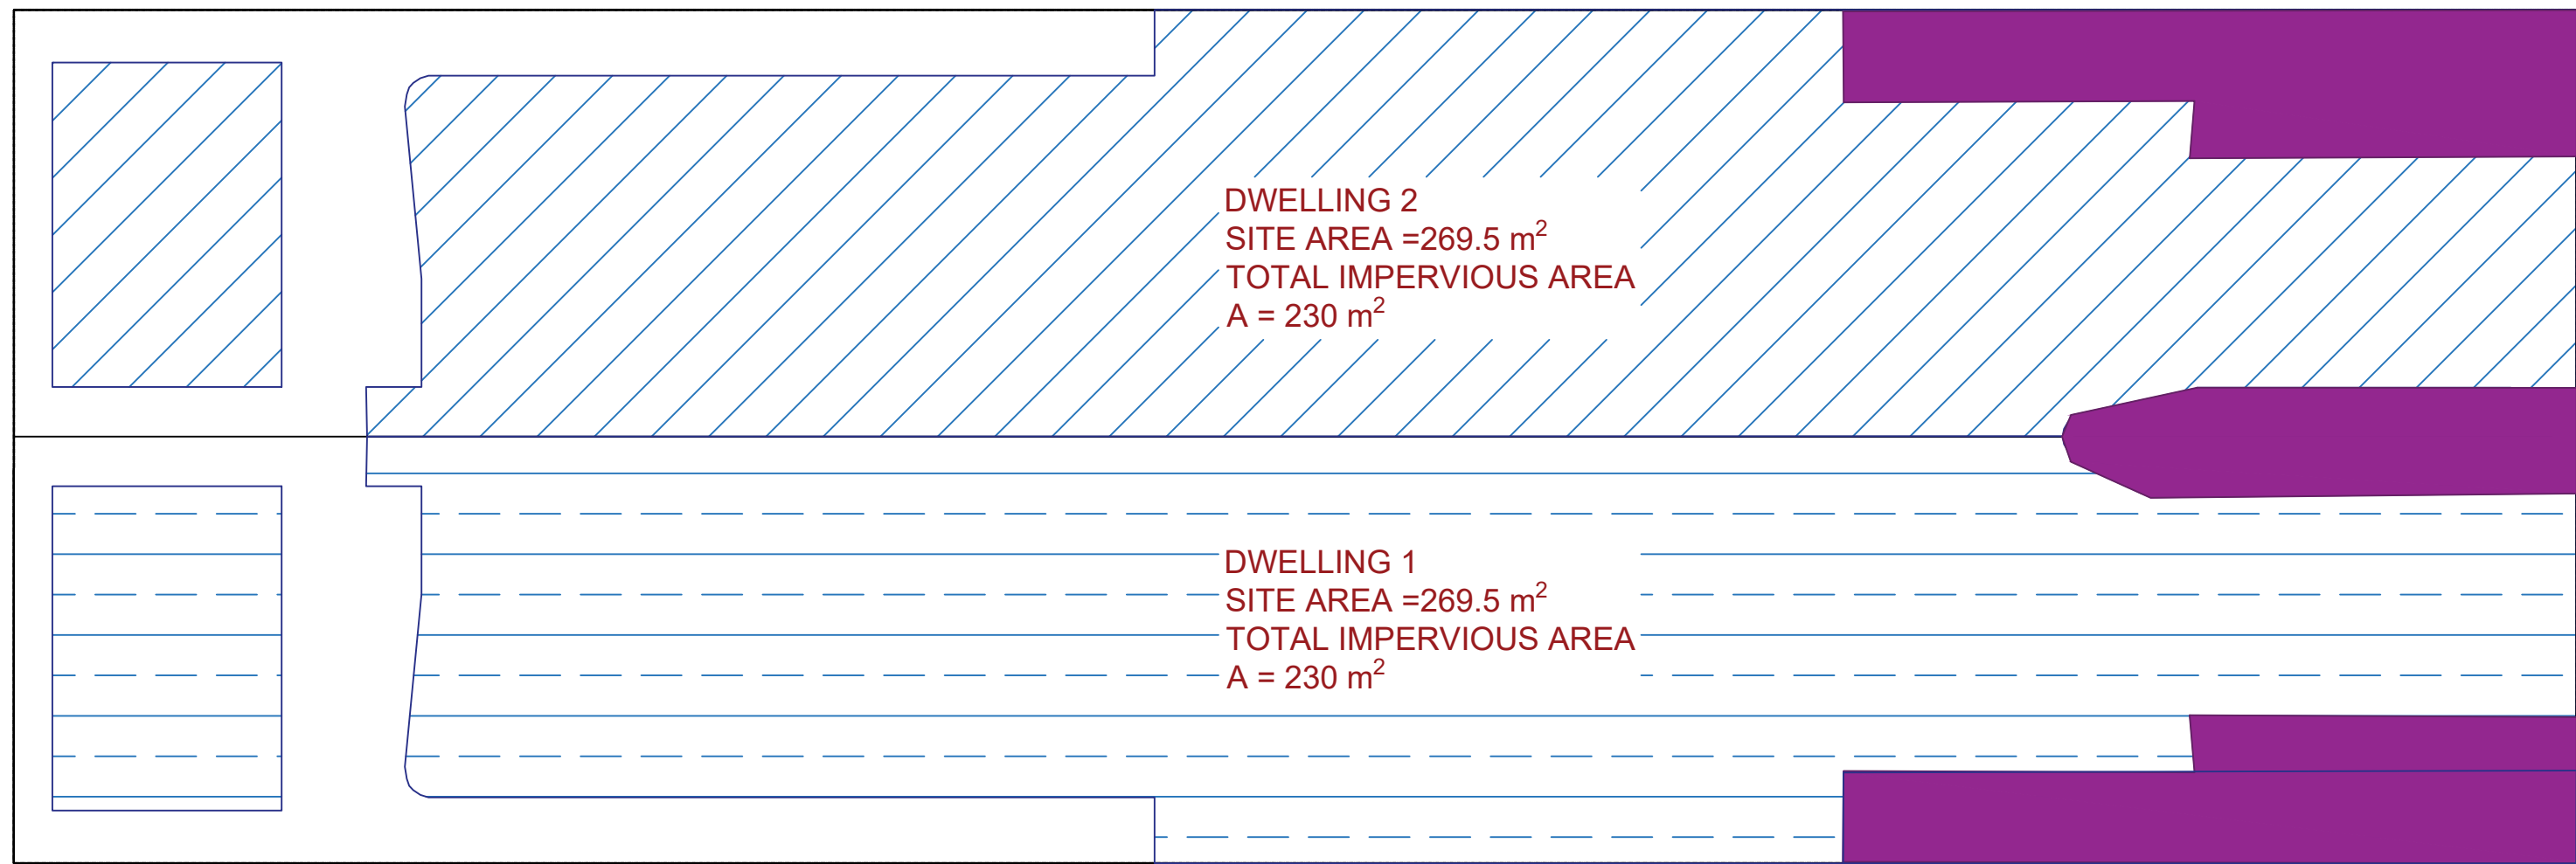 DWELLING 2
SITE AREA =269.5 m²
TOTAL IMPERVIOUS AREA
A = 230 m²
DWELLING 1
SITE AREA =269.5 m²
TOTAL IMPERVIOUS AREA
A = 230 m²